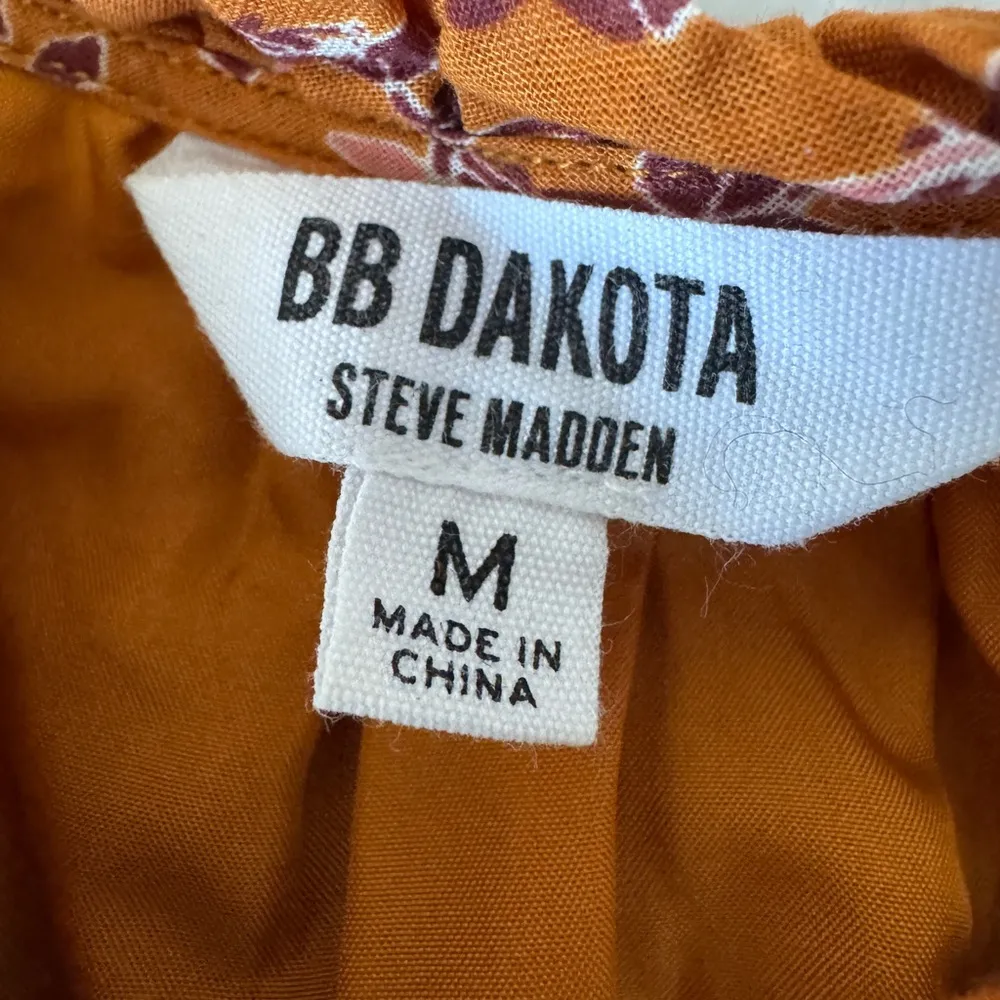 BB DAKOTA
STEVE MADDEN
M
MADE IN
CHINA